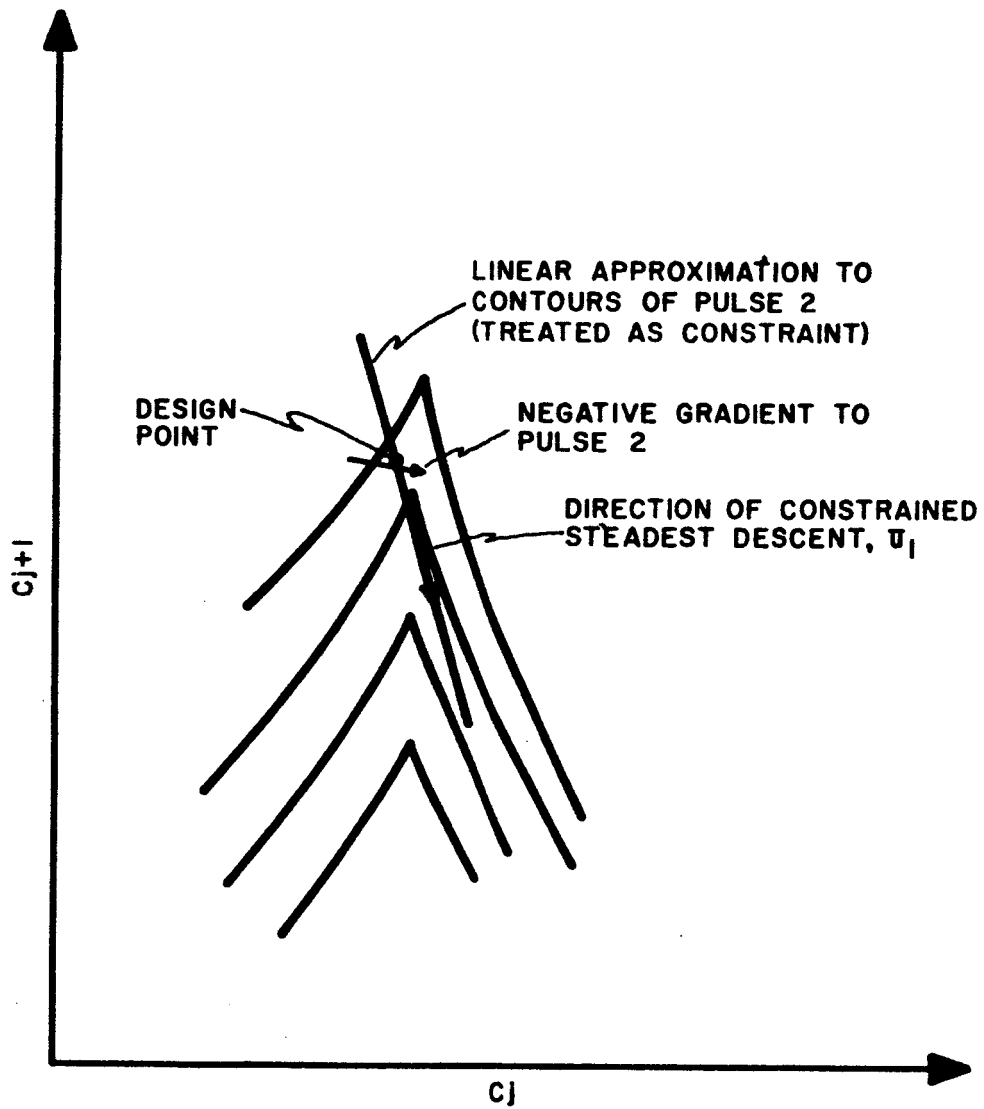 LINEAR APPROXIMATION TO
CONTOURS OF PULSE 2
(TREATED AS CONSTRAINT)
DESIGN
POINT
NEGATIVE GRADIENT TO
PULSE 2
DIRECTION OF CONSTRAINED
STEADEST DESCENT, U̅₁
Cj+1
Cj